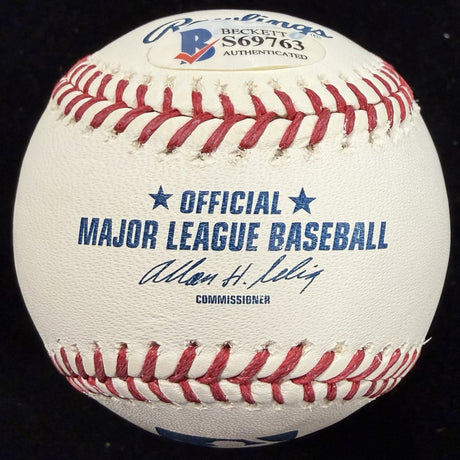 Rawlings
BECKETT
B S69763
AUTHENTICATED
★ OFFICIAL ★
MAJOR LEAGUE BASEBALL
Allan H. Selig
COMMISSIONER